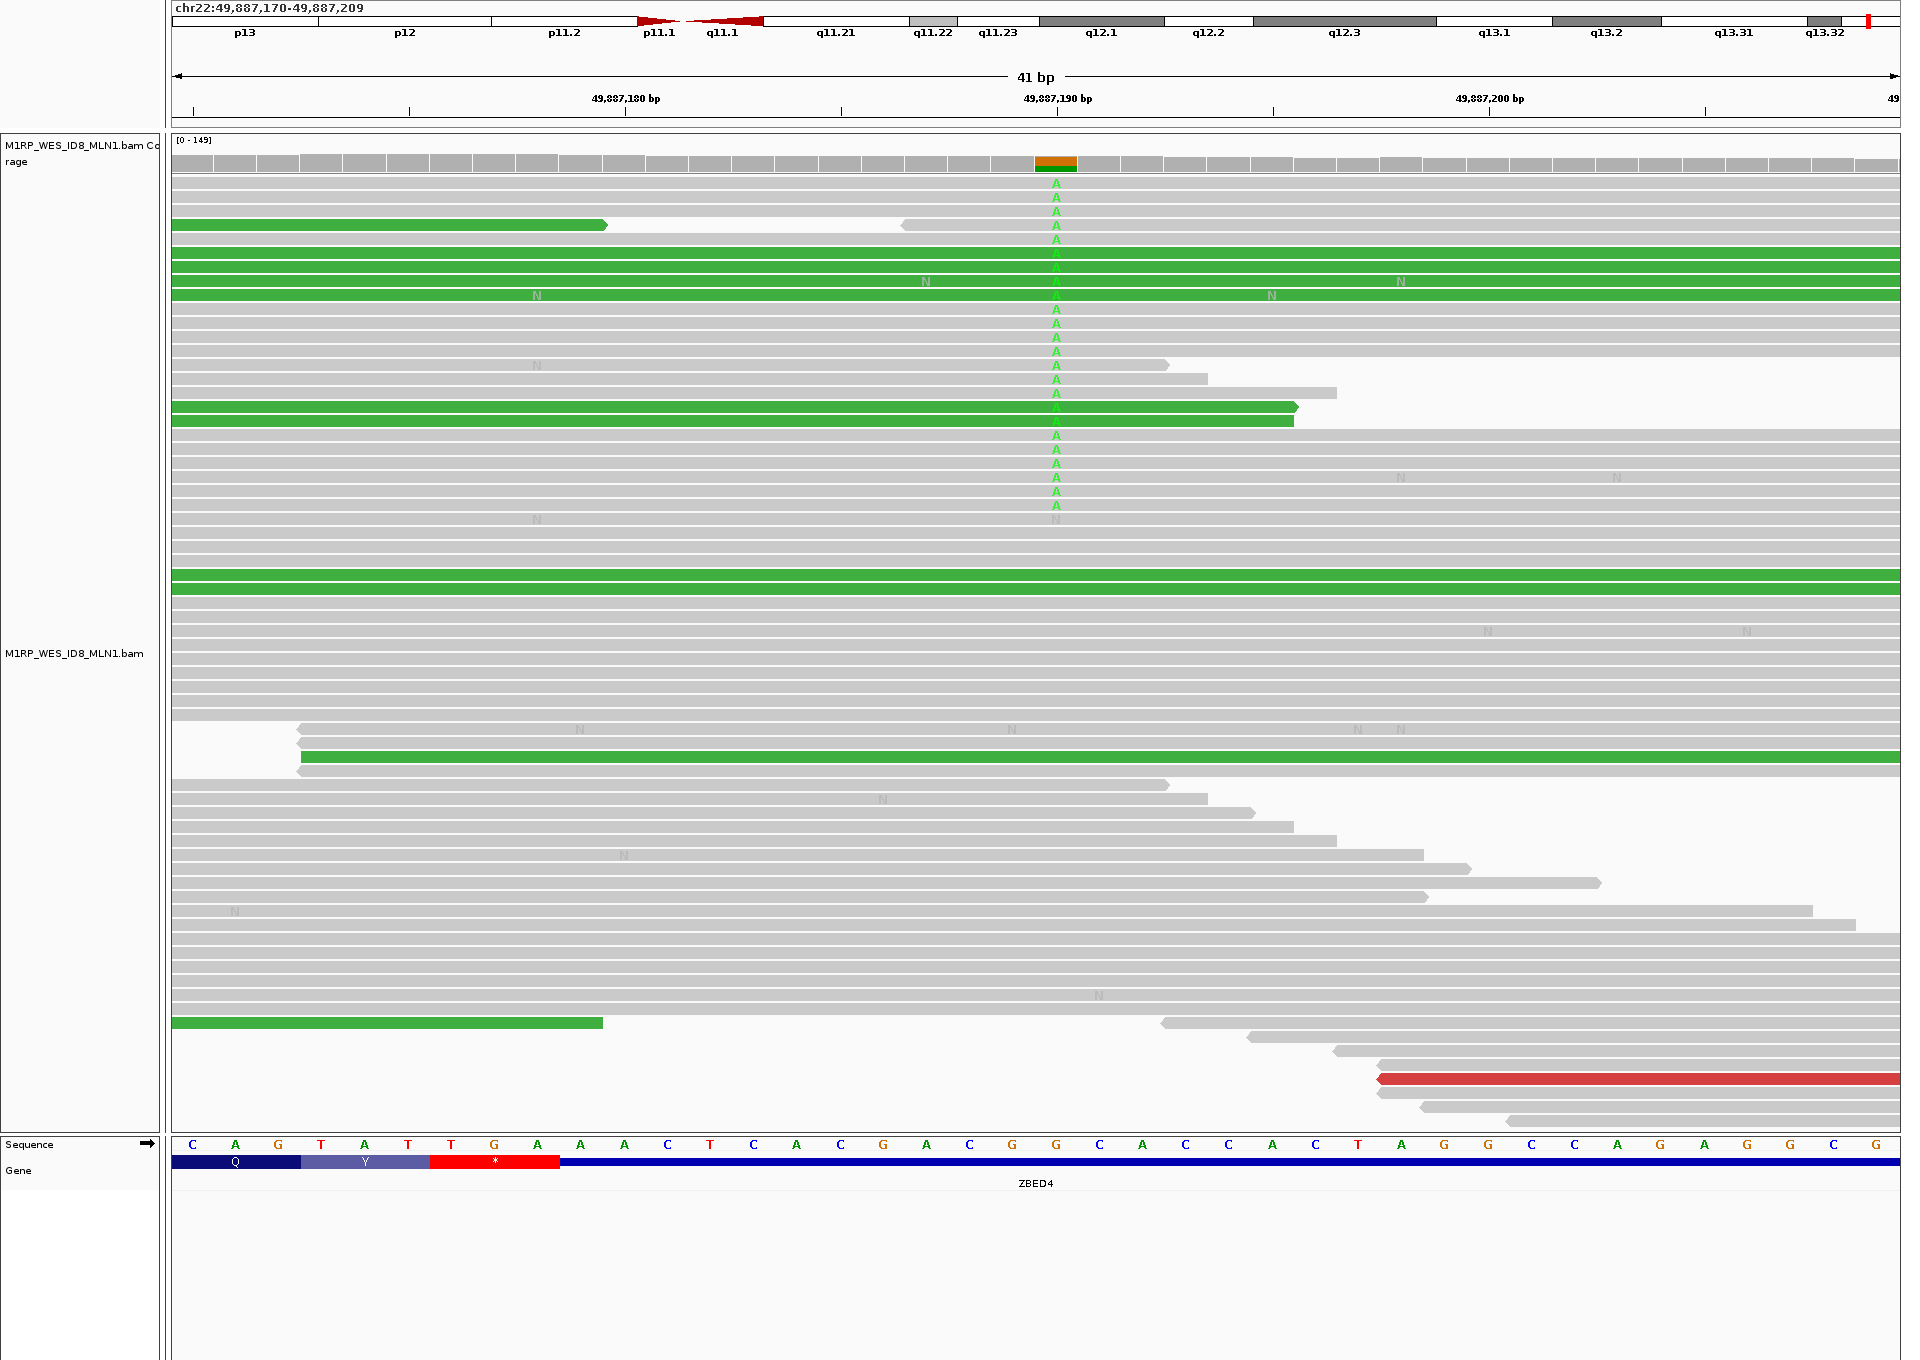 chr22:49,887,170-49,887,209
p13 p12 p11.2 p11.1 q11.1 q11.21 q11.22 q11.23 q12.1 q12.2 q12.3 q13.1 q13.2 q13.31 q13.32
41 bp
49,887,180 bp 49,887,190 bp 49,887,200 bp 49
M1RP_WES_ID8_MLN1.bam Co
rage
[0 - 149]
A
A
A
A
A
A
A
N A N
N A N
A
A
A
A
N A
A
A
A
A
A
A
A
A N N
A
A
N N
N N
M1RP_WES_ID8_MLN1.bam
N N N N
N
N
N
N
Sequence C A G T A T T G A A A C T C A C G A C G G C A C C A C T A G G C C A G A G G C G
Gene Q Y *
ZBED4